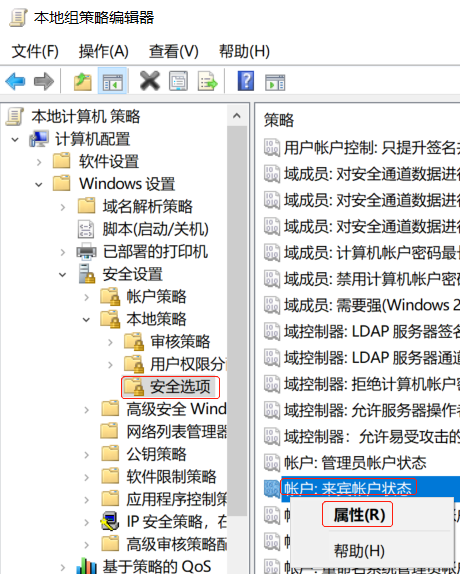 本地组策略编辑器
文件(F) 操作(A) 查看(V) 帮助(H)
本地计算机 策略
计算机配置
软件设置
Windows 设置
域名解析策略
脚本(启动/关机)
已部署的打印机
安全设置
帐户策略
本地策略
审核策略
用户权限分
安全选项
高级安全 Wind
网络列表管理器
公钥策略
软件限制策略
应用程序控制策
IP 安全策略，在
高级审核策略配
基于策略的 QoS
策略
用户帐户控制: 只提升签名
域成员: 对安全通道数据进行
域成员: 对安全通道数据进行
域成员: 对安全通道数据进行
域成员: 计算机帐户密码最长
域成员: 禁用计算机帐户密码
域成员: 需要强(Windows 2
域控制器: LDAP 服务器签名
域控制器: LDAP 服务器通道
域控制器: 拒绝计算机帐户密
域控制器: 允许服务器操作者
域控制器：允许易受攻击的
帐户: 管理员帐户状态
帐户: 来宾帐户状态
属性(R)
帮助(H)
帐户: 重命名系统管理员帐户